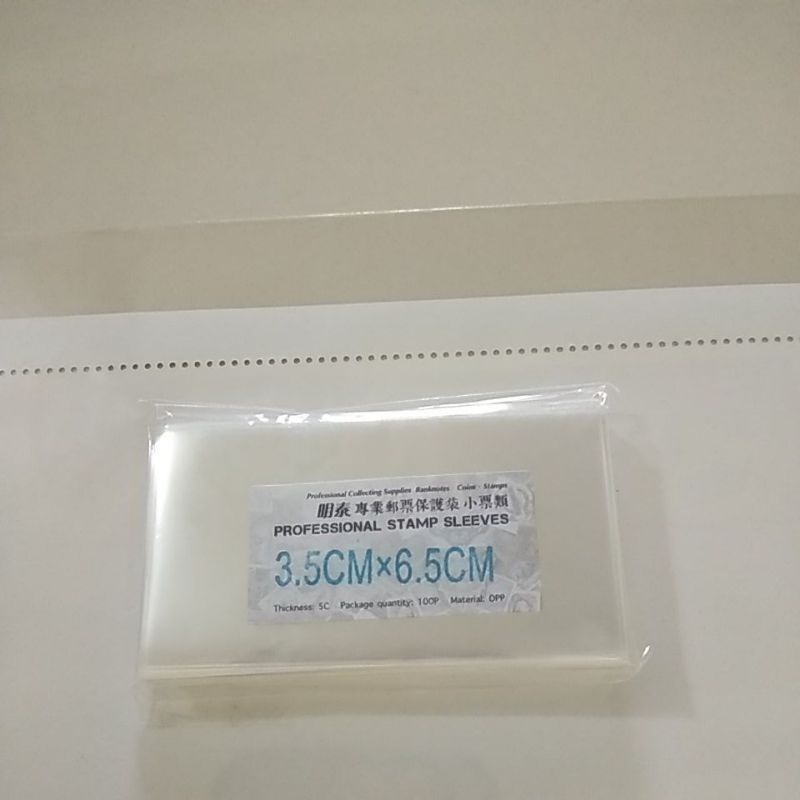 Professional Collecting Supplies Banknotes · Coins · Stamps
明泰 專業郵票保護袋 小票類
PROFESSIONAL STAMP SLEEVES
3.5CM×6.5CM
Thickness: 5C Package quantity: 100P Material: OPP